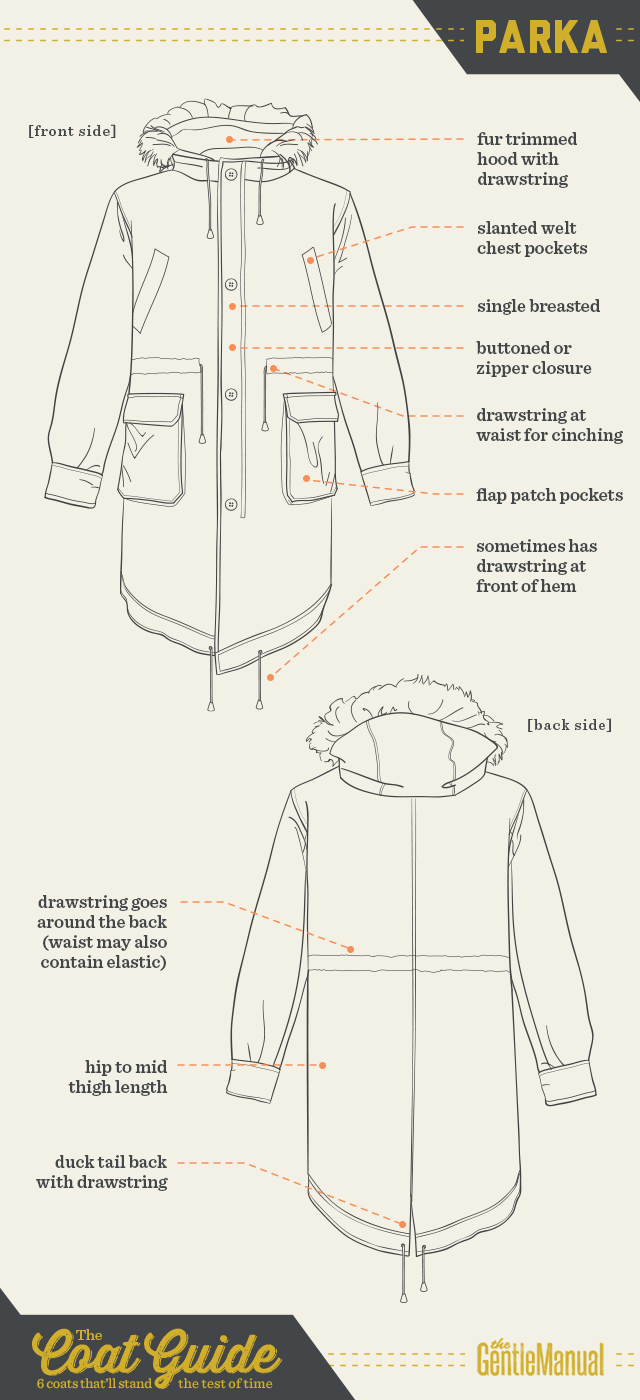 PARKA
[front side]
fur trimmed
hood with
drawstring
slanted welt
chest pockets
single breasted
buttoned or
zipper closure
drawstring at
waist for cinching
flap patch pockets
sometimes has
drawstring at
front of hem
[back side]
drawstring goes
around the back
(waist may also
contain elastic)
hip to mid
thigh length
duck tail back
with drawstring
The
Coat Guide
6 coats that'll stand the test of time
the
GentleManual